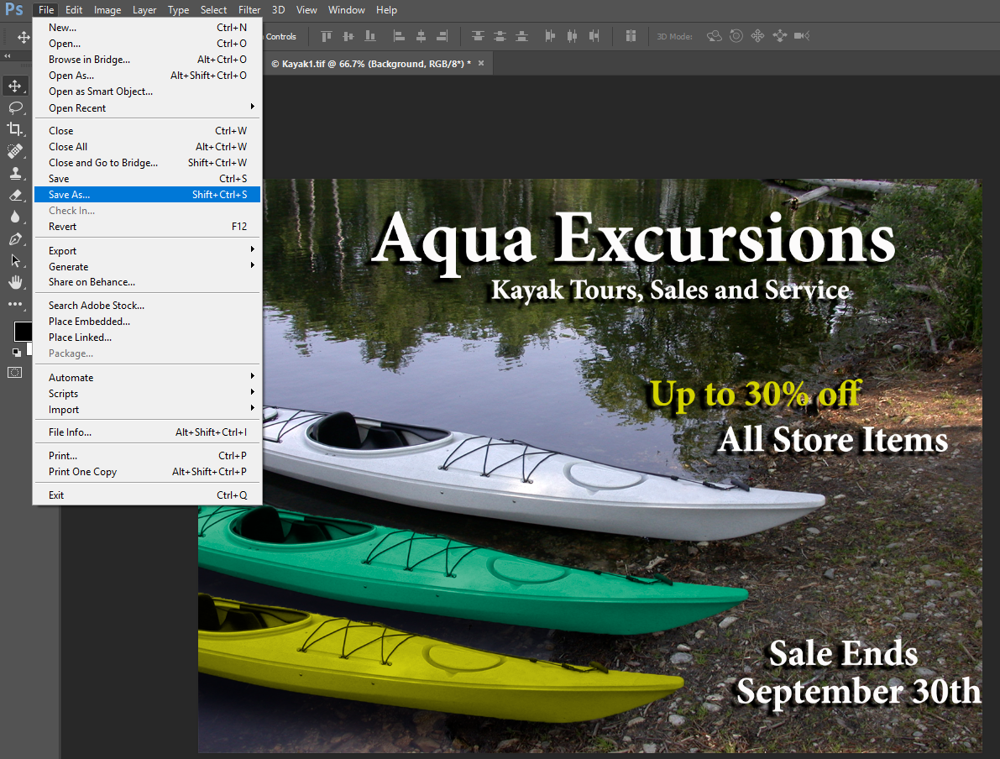 Ps File Edit Image Layer Type Select Filter 3D View Window Help
Controls 3D Mode:
© Kayak1.tif @ 66.7% (Background, RGB/8*) * ×
New... Ctrl+N
Open... Ctrl+O
Browse in Bridge... Alt+Ctrl+O
Open As... Alt+Shift+Ctrl+O
Open as Smart Object...
Open Recent
Close Ctrl+W
Close All Alt+Ctrl+W
Close and Go to Bridge... Shift+Ctrl+W
Save Ctrl+S
Save As... Shift+Ctrl+S
Check In...
Revert F12
Export
Generate
Share on Behance...
Search Adobe Stock...
Place Embedded...
Place Linked...
Package...
Automate
Scripts
Import
File Info... Alt+Shift+Ctrl+I
Print... Ctrl+P
Print One Copy Alt+Shift+Ctrl+P
Exit Ctrl+Q
Aqua Excursions
Kayak Tours, Sales and Service
Up to 30% off
All Store Items
Sale Ends
September 30th